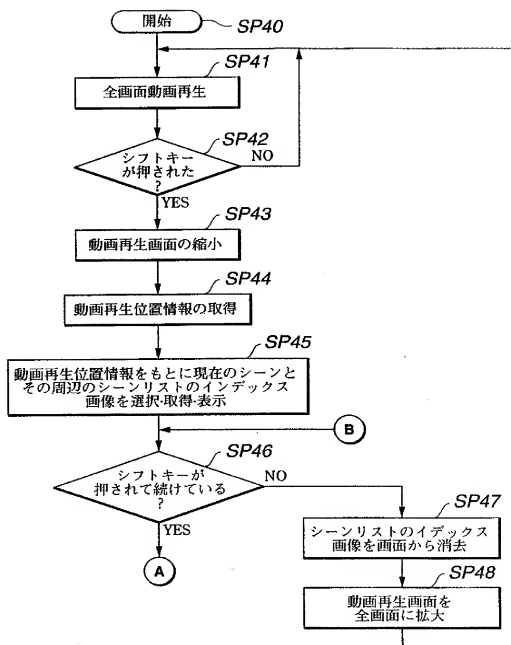 開始
SP40
SP41
全画面動画再生
SP42
シフトキー
が押された
?
NO
YES
SP43
動画再生画面の縮小
SP44
動画再生位置情報の取得
SP45
動画再生位置情報をもとに現在のシーンと
その周辺のシーンリストのインデックス
画像を選択·取得·表示
B
SP46
シフトキーが
押されて続けている
?
NO
YES
A
SP47
シーンリストのイデックス
画像を画面から消去
SP48
動画再生画面を
全画面に拡大